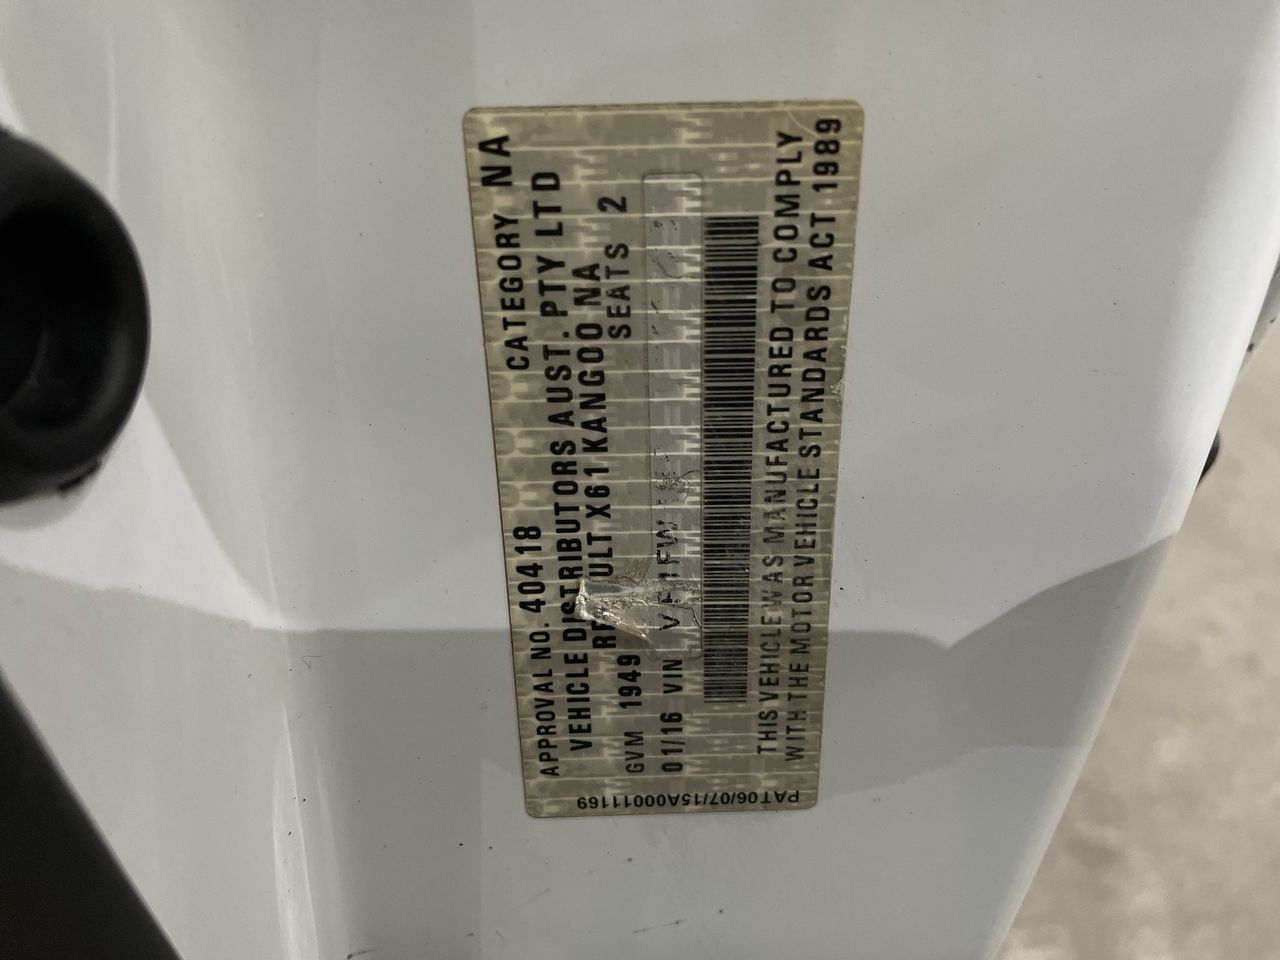 APPROVAL NO. 40418 CATEGORY NA
VEHICLE DISTRIBUTORS AUST. PTY LTD
ULT X61 KANGOO NA
GVM 1949 SEATS 2
01/16 VIN
THIS VEHICLE WAS MANUFACTURED TO COMPLY
WITH THE MOTOR VEHICLE STANDARDS ACT 1989
PAT06/07/15A00011169